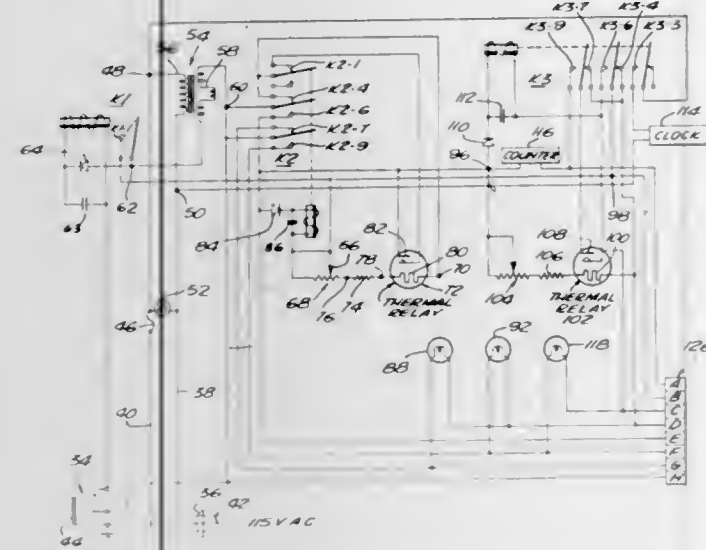 K3-7
K3-4
K3-9
K3-6
K3-3
54
58
48
60
K1
K2-1
K2-4
K2-6
K2-7
K2-9
K2
K3
112
110
96
116
COUNTER
114
CLOCK
64
62
63
50
84
86
66
82
80
78
70
68
76
74
72
THERMAL
RELAY
98
108
100
106
104
THERMAL
RELAY
102
52
46
88
92
118
38
40
A
B
C
D
E
F
G
H
34
44
36
42
115 VAC